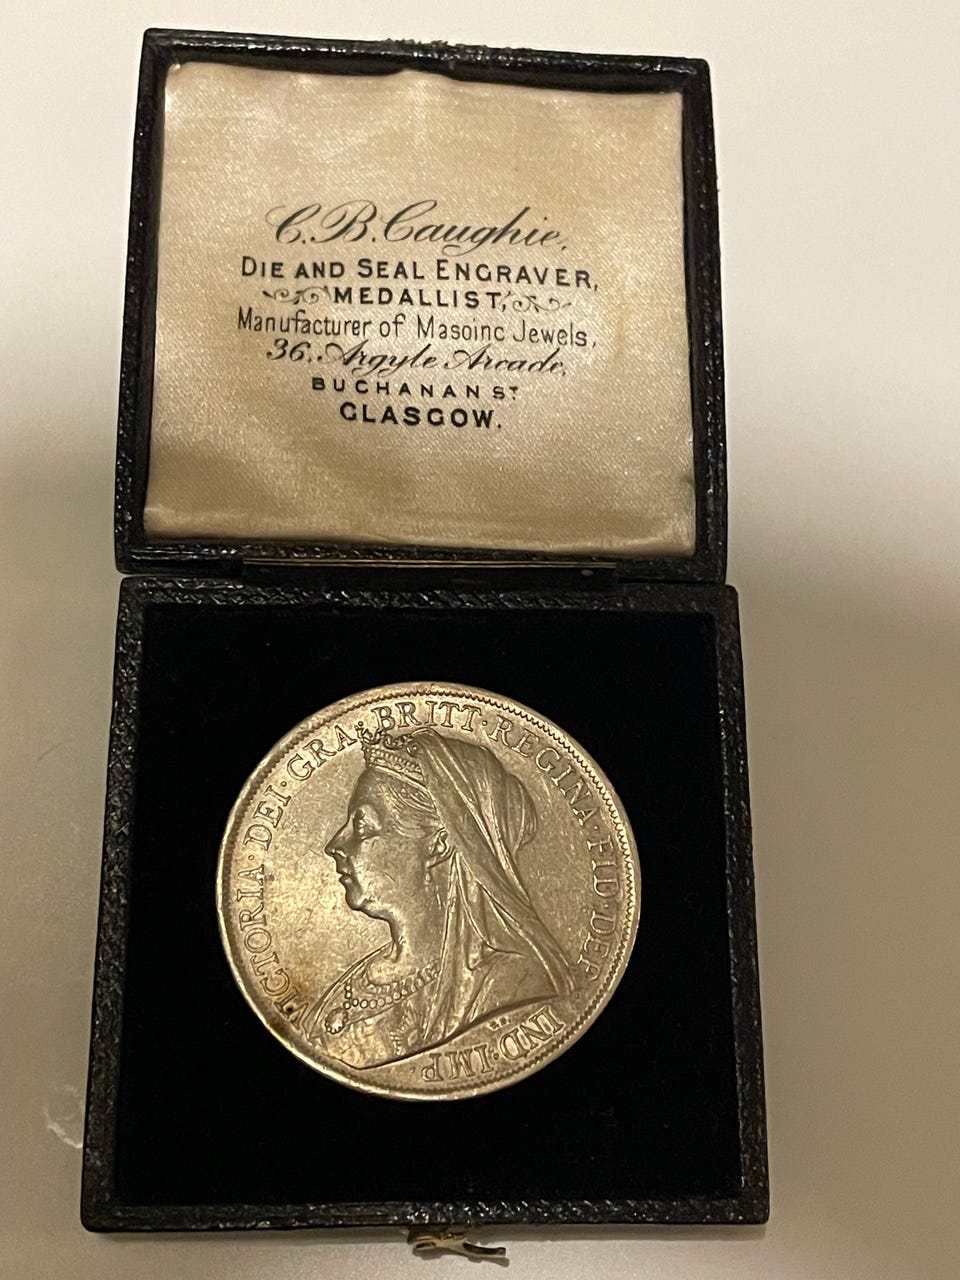 C. B. Caughie,
DIE AND SEAL ENGRAVER,
MEDALLIST,
Manufacturer of Masoinc Jewels,
36, Argyle Arcade,
BUCHANAN ST
GLASGOW.
VICTORIA · DEI · GRA · BRITT · REGINA · FID · DEF · IND · IMP ·
T.B.